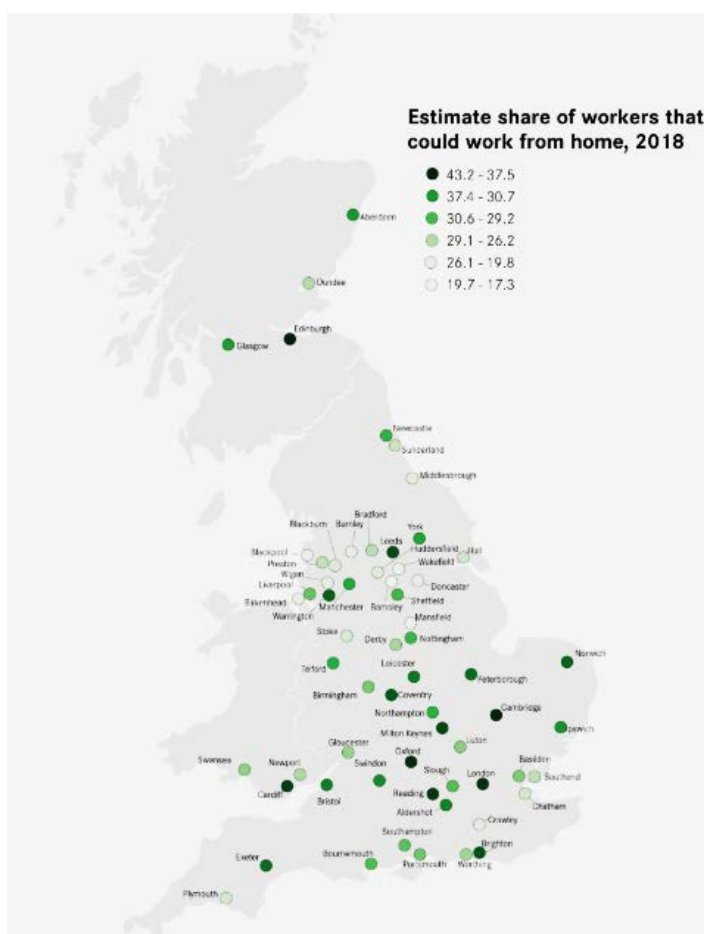 Estimate share of workers that
could work from home, 2018
43.2 - 37.5
37.4 - 30.7
30.6 - 29.2
29.1 - 26.2
26.1 - 19.8
19.7 - 17.3
Aberdeen
Dundee
Edinburgh
Glasgow
Newcastle
Sunderland
Middlesbrough
Bradford
Blackburn
Burnley
York
Leeds
Huddersfield
Hull
Blackpool
Wakefield
Preston
Wigan
Doncaster
Liverpool
Birkenhead
Manchester
Barnsley
Sheffield
Warrington
Mansfield
Stoke
Derby
Nottingham
Telford
Leicester
Norwich
Peterborough
Birmingham
Coventry
Northampton
Cambridge
Milton Keynes
Ipswich
Gloucester
Oxford
Luton
Swansea
Newport
Swindon
Slough
London
Basildon
Southend
Cardiff
Bristol
Reading
Aldershot
Chatham
Crawley
Southampton
Brighton
Exeter
Bournemouth
Portsmouth
Worthing
Plymouth